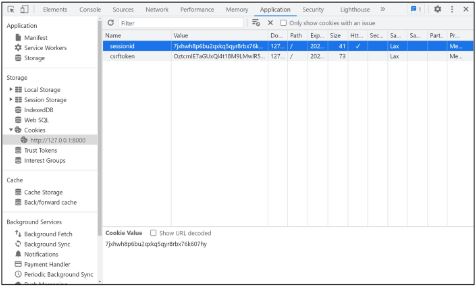 Elements Console Sources Network Performance Memory Application Security Lighthouse » 1
Application
Manifest
Service Workers
Storage
Storage
Local Storage
Session Storage
IndexedDB
Web SQL
Cookies
http://127.0.0.1:8000
Trust Tokens
Interest Groups
Cache
Cache Storage
Back/forward cache
Background Services
Background Fetch
Background Sync
Notifications
Payment Handler
Periodic Background Sync
Filter Only show cookies with an issue
Name Value Do... Path Exp... Size Htt... Sec... Sa... Sa... Part... Pr...
sessionid 127... / 202... 41 ✓ Lax Me...
csrftoken 127... / 202... 73 Lax Me...
Cookie Value Show URL decoded
7jxhwh8p6bu2qxkq5qyr8rbx76k607hy